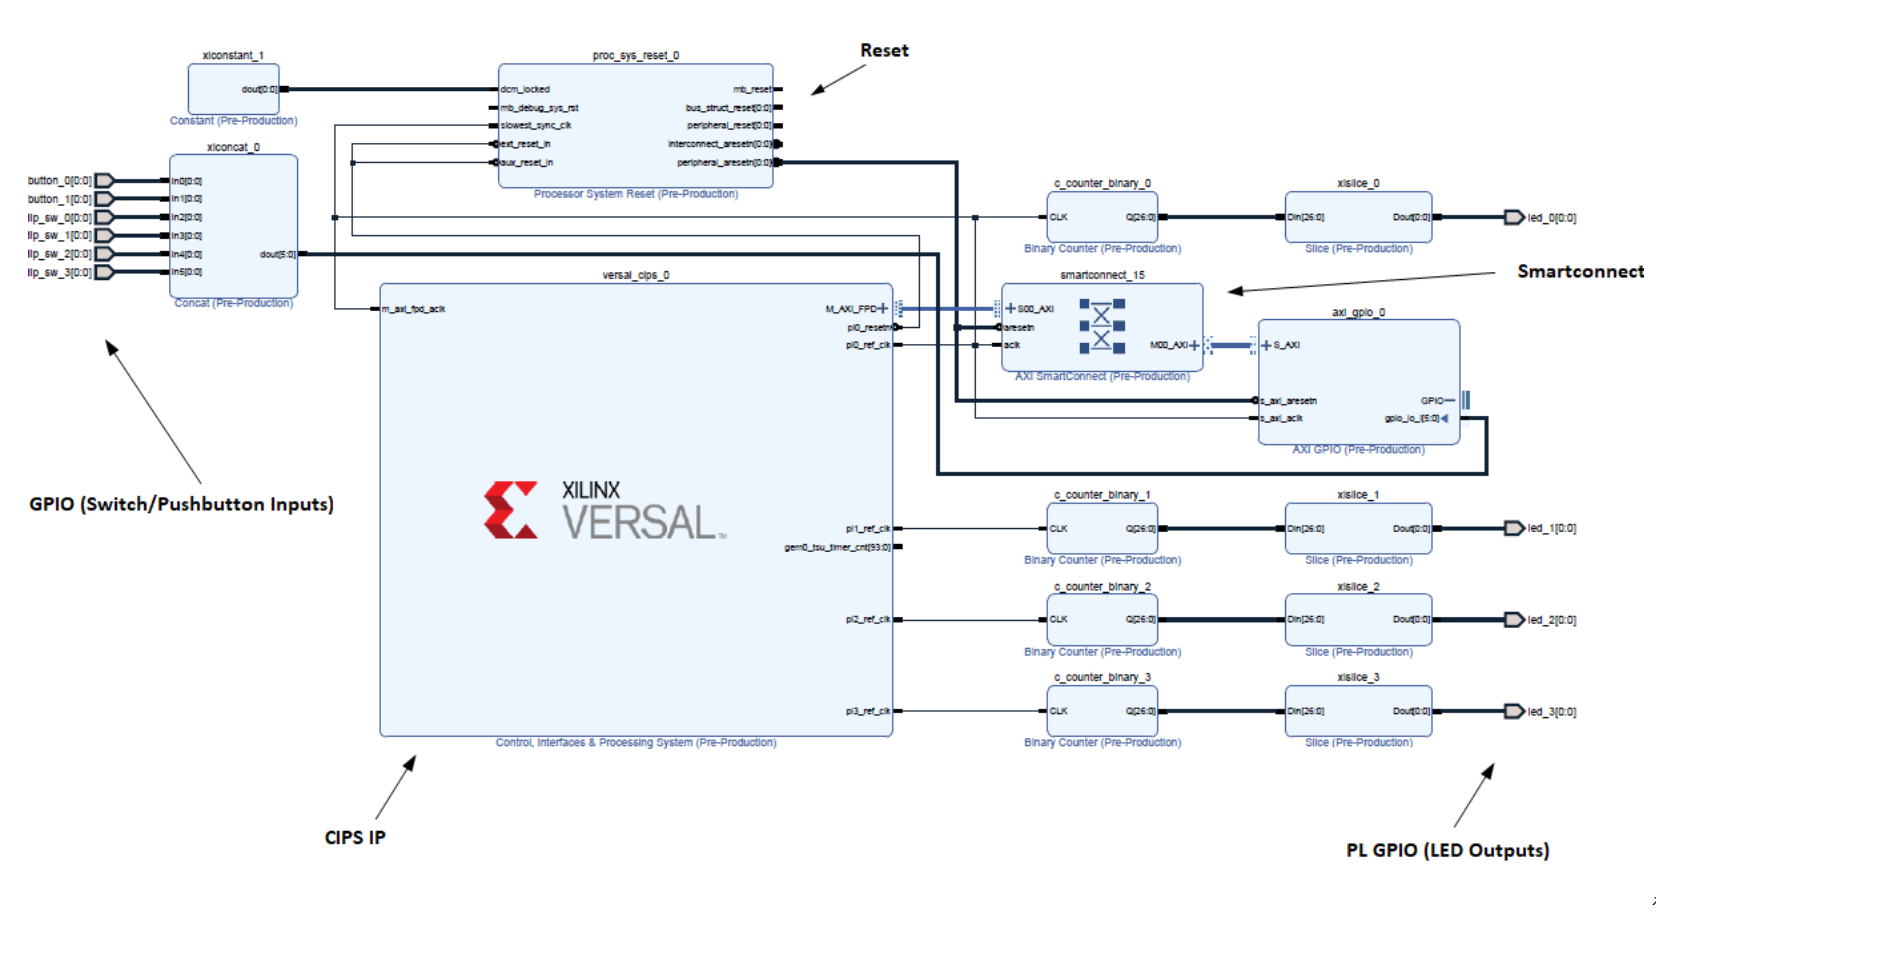 xlconstant_1
dout[0:0]
Constant (Pre-Production)
proc_sys_reset_0
dcm_locked
mb_debug_sys_rst
slowest_sync_clk
ext_reset_in
aux_reset_in
mb_reset
bus_struct_reset[0:0]
peripheral_reset[0:0]
interconnect_aresetn[0:0]
peripheral_aresetn[0:0]
Processor System Reset (Pre-Production)
Reset
xlconcat_0
button_0[0:0]
button_1[0:0]
lip_sw_0[0:0]
lip_sw_1[0:0]
lip_sw_2[0:0]
lip_sw_3[0:0]
In0[0:0]
In1[0:0]
In2[0:0]
In3[0:0]
In4[0:0]
In5[0:0]
dout[5:0]
Concat (Pre-Production)
GPIO (Switch/Pushbutton Inputs)
versal_cips_0
m_axi_fpd_aclk
M_AXI_FPD
pl0_resetn
pl0_ref_clk
XILINX
VERSAL™
pl1_ref_clk
gem0_tsu_timer_cnt[93:0]
pl2_ref_clk
pl3_ref_clk
Control, Interfaces & Processing System (Pre-Production)
CIPS IP
c_counter_binary_0
CLK
Q[26:0]
Binary Counter (Pre-Production)
xlslice_0
Din[26:0]
Dout[0:0]
Slice (Pre-Production)
led_0[0:0]
Smartconnect
smartconnect_15
S00_AXI
aresetn
aclk
M00_AXI
AXI SmartConnect (Pre-Production)
axi_gpio_0
S_AXI
s_axi_aresetn
s_axi_aclk
GPIO
gpio_io_i[5:0]
AXI GPIO (Pre-Production)
c_counter_binary_1
CLK
Q[26:0]
Binary Counter (Pre-Production)
xlslice_1
Din[26:0]
Dout[0:0]
Slice (Pre-Production)
led_1[0:0]
c_counter_binary_2
CLK
Q[26:0]
Binary Counter (Pre-Production)
xlslice_2
Din[26:0]
Dout[0:0]
Slice (Pre-Production)
led_2[0:0]
c_counter_binary_3
CLK
Q[26:0]
Binary Counter (Pre-Production)
xlslice_3
Din[26:0]
Dout[0:0]
Slice (Pre-Production)
led_3[0:0]
PL GPIO (LED Outputs)